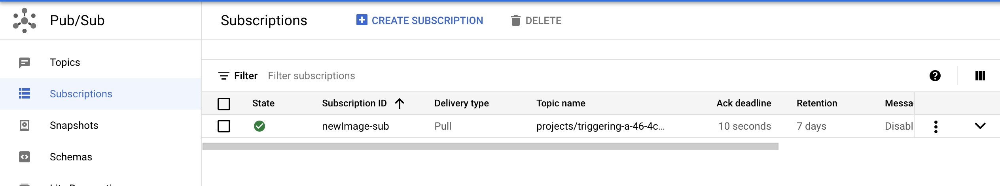 Pub/Sub
Subscriptions
CREATE SUBSCRIPTION
DELETE
Topics
Subscriptions
Snapshots
Schemas
Filter Filter subscriptions
State Subscription ID Delivery type Topic name Ack deadline Retention Messa
newImage-sub Pull projects/triggering-a-46-4c... 10 seconds 7 days Disabl